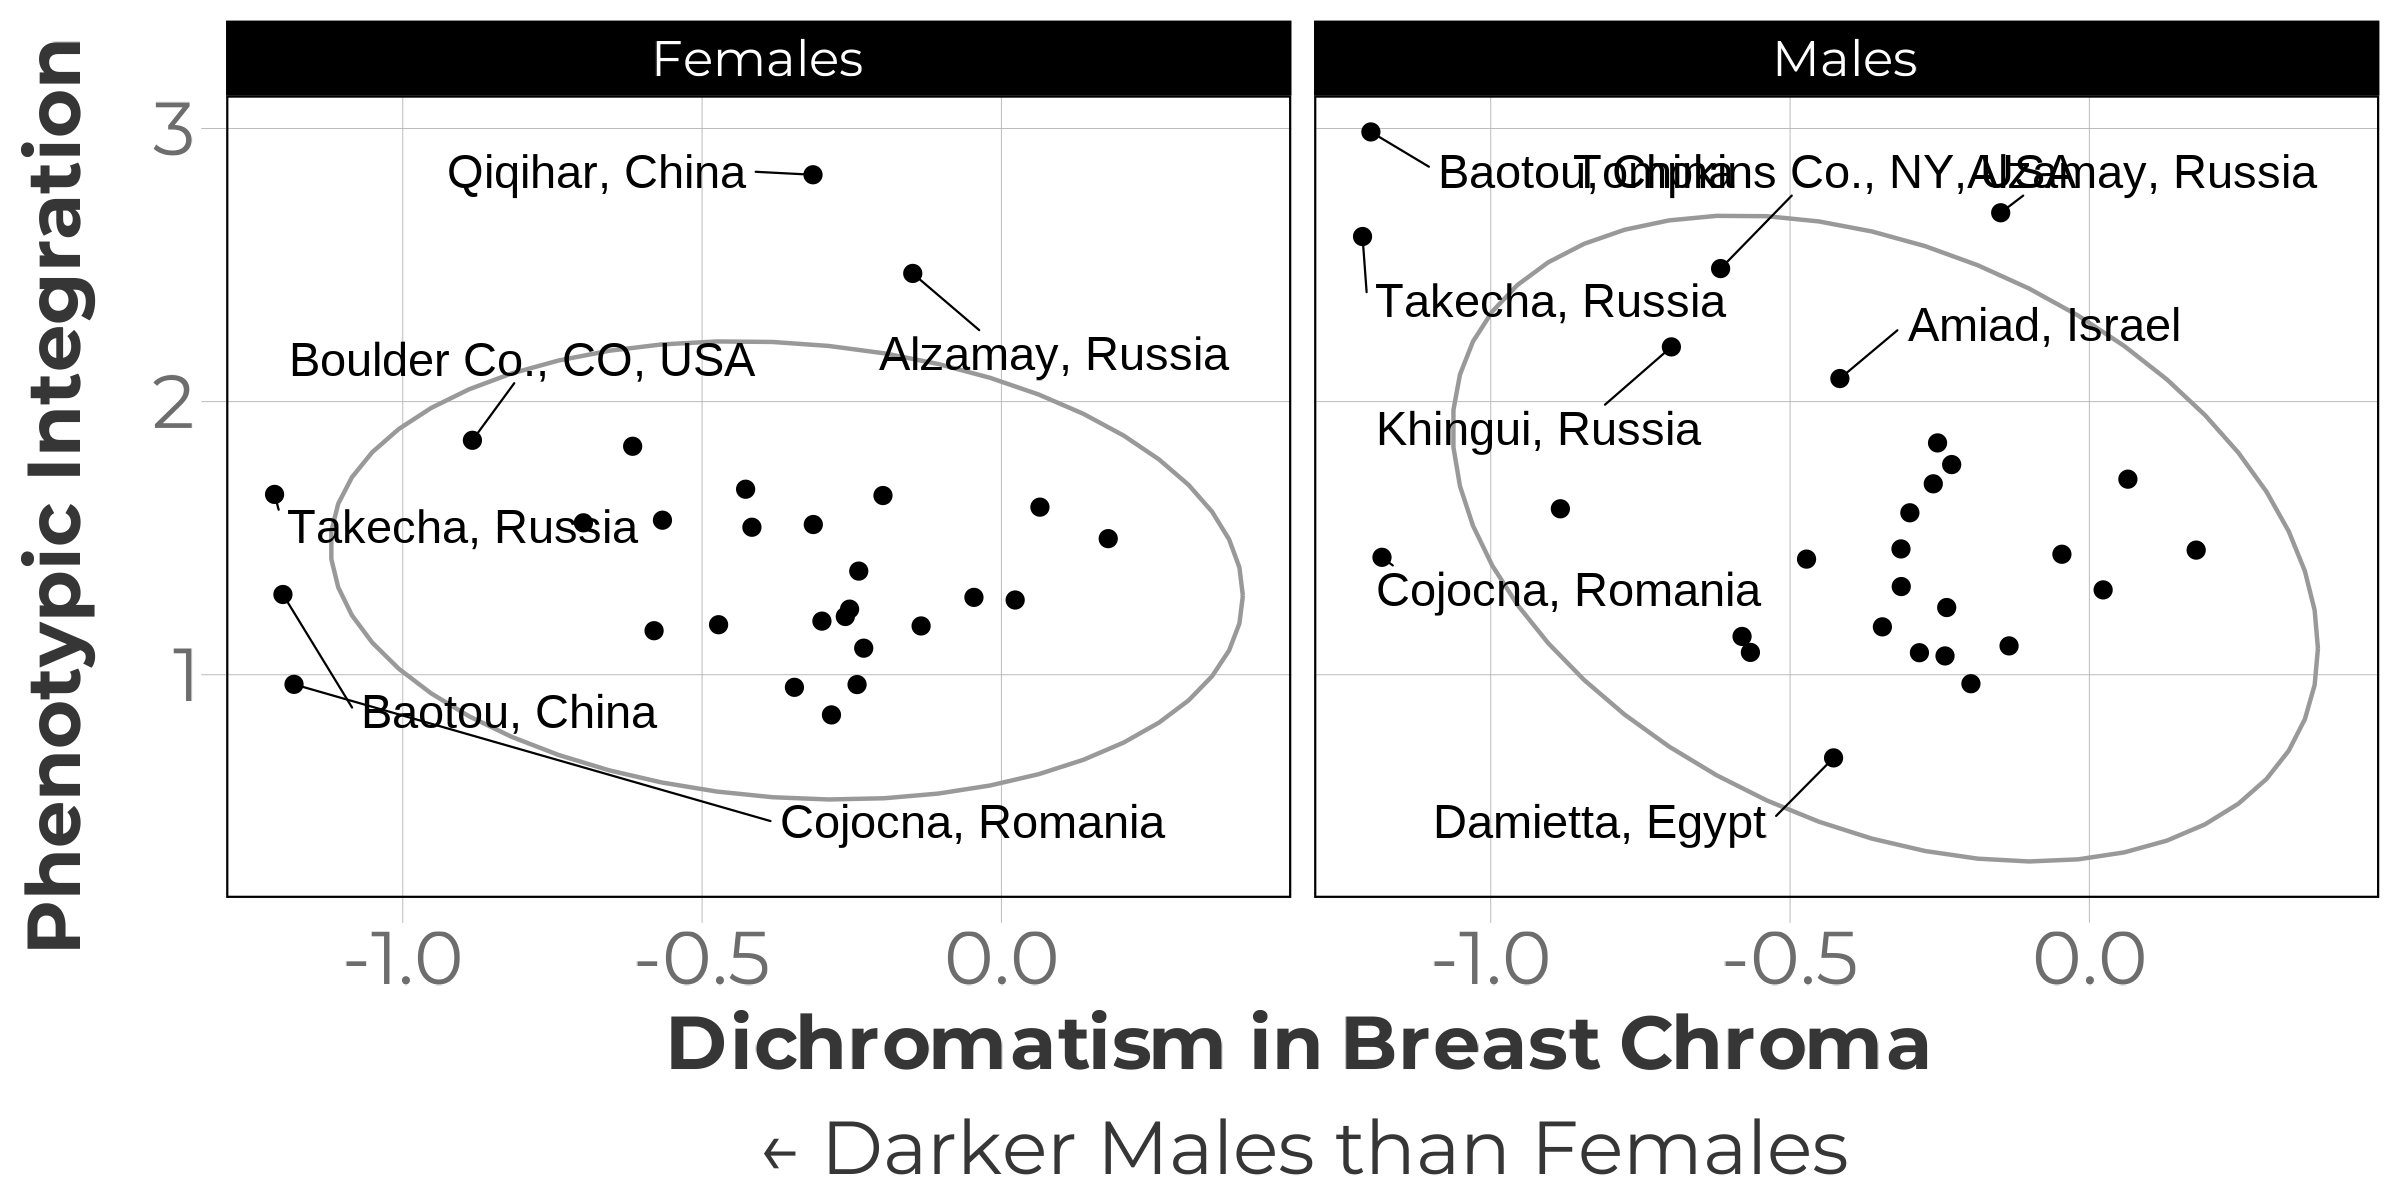 Females
Males
Phenotypic Integration
3
2
1
Qiqihar, China
Alzamay, Russia
Boulder Co., CO, USA
Takecha, Russia
Baotou, China
Cojocna, Romania
Baotou, China
Tompkins Co., NY, USA
Alzamay, Russia
Takecha, Russia
Amiad, Israel
Khingui, Russia
Cojocna, Romania
Damietta, Egypt
-1.0 -0.5 0.0
-1.0 -0.5 0.0
Dichromatism in Breast Chroma
← Darker Males than Females